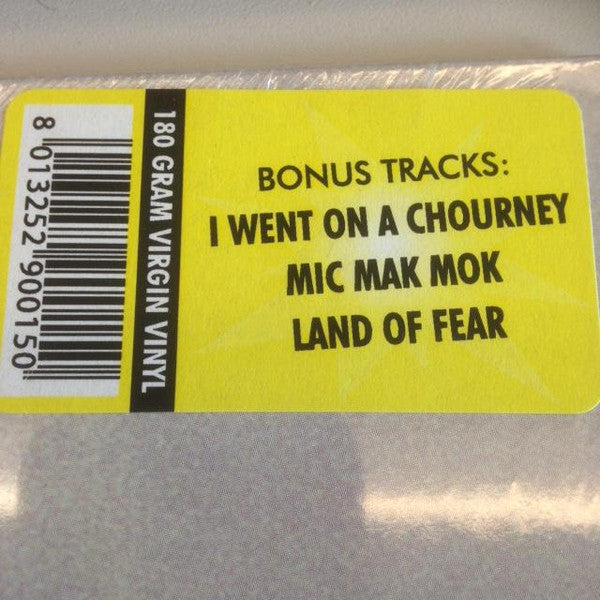 8 013252 900150
180 GRAM VIRGIN VINYL
BONUS TRACKS:
I WENT ON A CHOURNEY
MIC MAK MOK
LAND OF FEAR